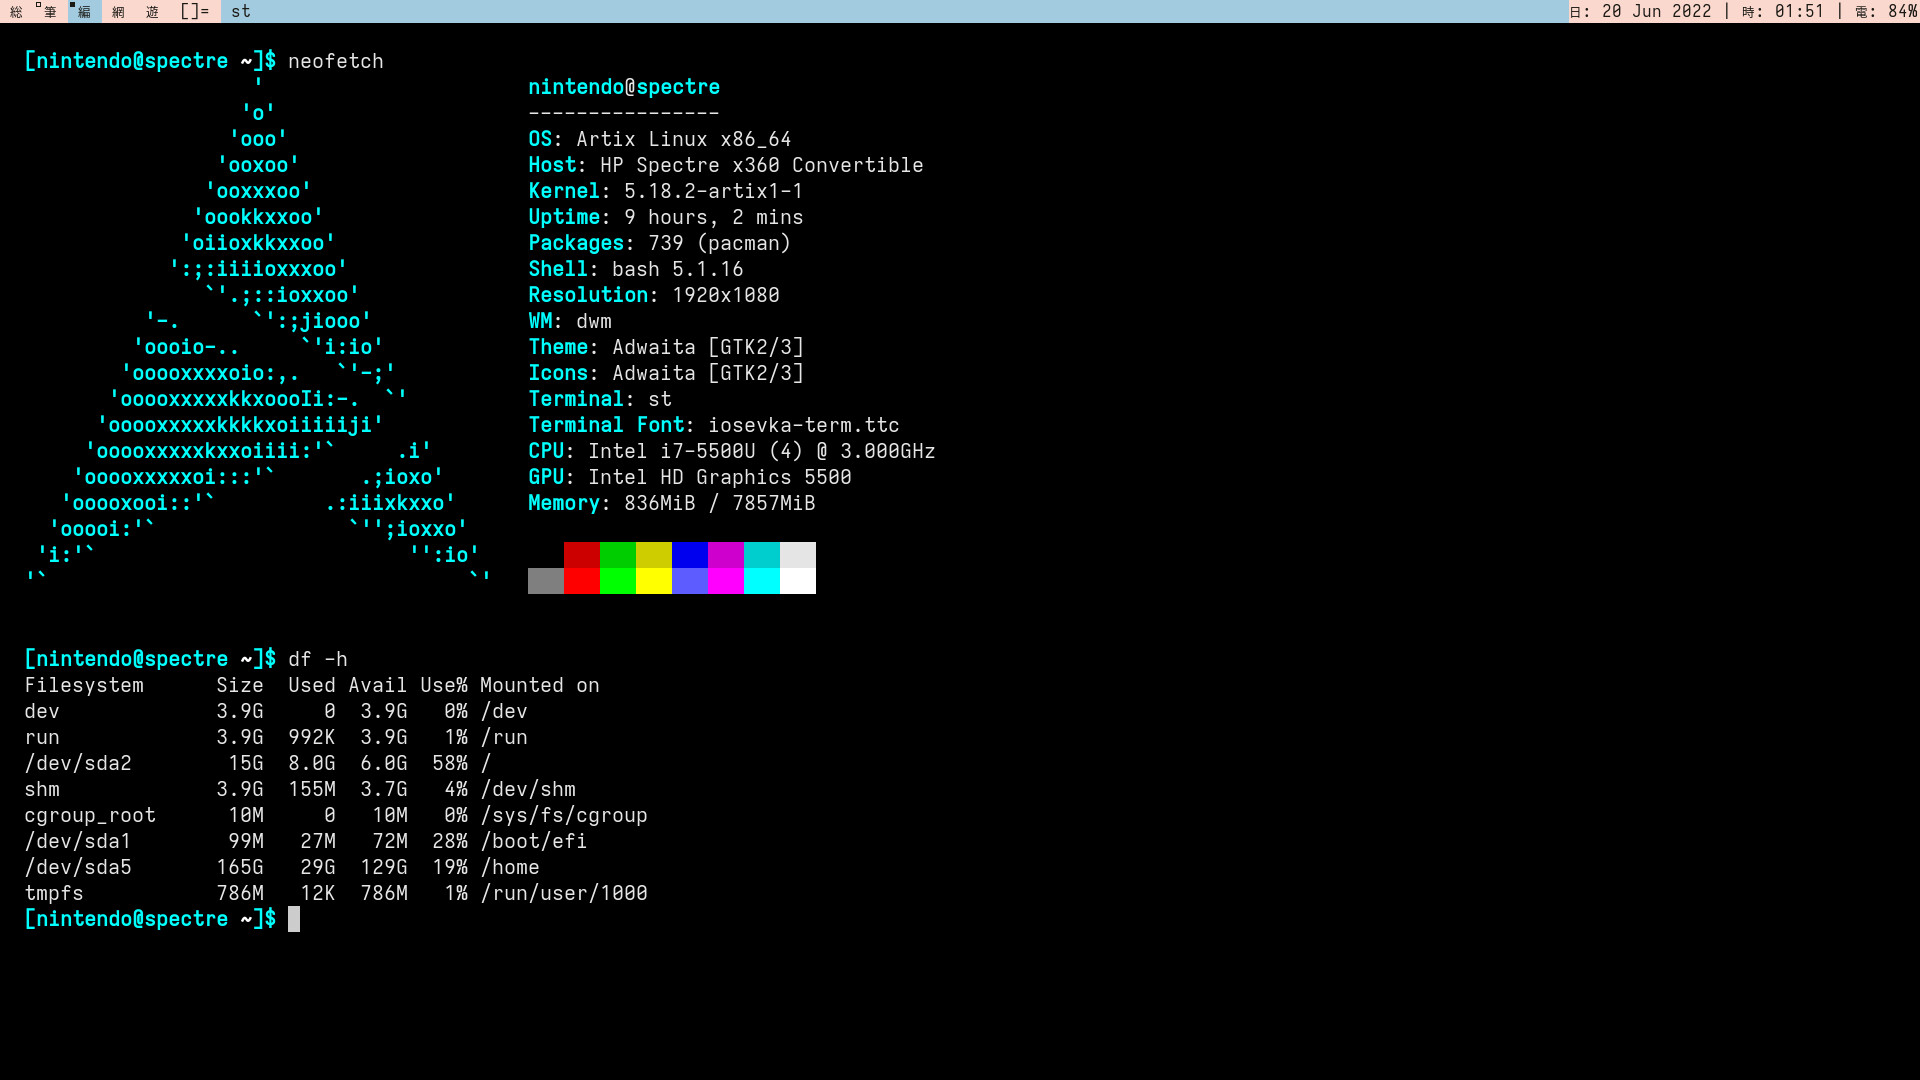 総 筆 編 網 遊 []= st 日: 20 Jun 2022 | 時: 01:51 | 電: 84%
[nintendo@spectre ~]$ neofetch
'
'o'
'ooo'
'ooxoo'
'ooxxxoo'
'oookkxxoo'
'oiioxkkxxoo'
':;:iiiioxxxoo'
`'.;::ioxxoo'
'-.      `':;jiooo'
'oooio-..     `'i:io'
'ooooxxxxoio:,.   `'-;'
'ooooxxxxxkkxoooIi:-.  `'
'ooooxxxxxkkkkxoiiiiiji'
'ooooxxxxxkxxoiiii:'`     .i'
'ooooxxxxxoi:::'`       .;ioxo'
'ooooxooi::'`         .:iiixkxxo'
'ooooi:'`                `'';ioxxo'
'i:'`                          '':io'
'`                                   `'
nintendo@spectre
----------------
OS: Artix Linux x86_64
Host: HP Spectre x360 Convertible
Kernel: 5.18.2-artix1-1
Uptime: 9 hours, 2 mins
Packages: 739 (pacman)
Shell: bash 5.1.16
Resolution: 1920x1080
WM: dwm
Theme: Adwaita [GTK2/3]
Icons: Adwaita [GTK2/3]
Terminal: st
Terminal Font: iosevka-term.ttc
CPU: Intel i7-5500U (4) @ 3.000GHz
GPU: Intel HD Graphics 5500
Memory: 836MiB / 7857MiB
[nintendo@spectre ~]$ df -h
Filesystem      Size  Used Avail Use% Mounted on
dev             3.9G     0  3.9G   0% /dev
run             3.9G  992K  3.9G   1% /run
/dev/sda2        15G  8.0G  6.0G  58% /
shm             3.9G  155M  3.7G   4% /dev/shm
cgroup_root      10M     0   10M   0% /sys/fs/cgroup
/dev/sda1        99M   27M   72M  28% /boot/efi
/dev/sda5       165G   29G  129G  19% /home
tmpfs           786M   12K  786M   1% /run/user/1000
[nintendo@spectre ~]$